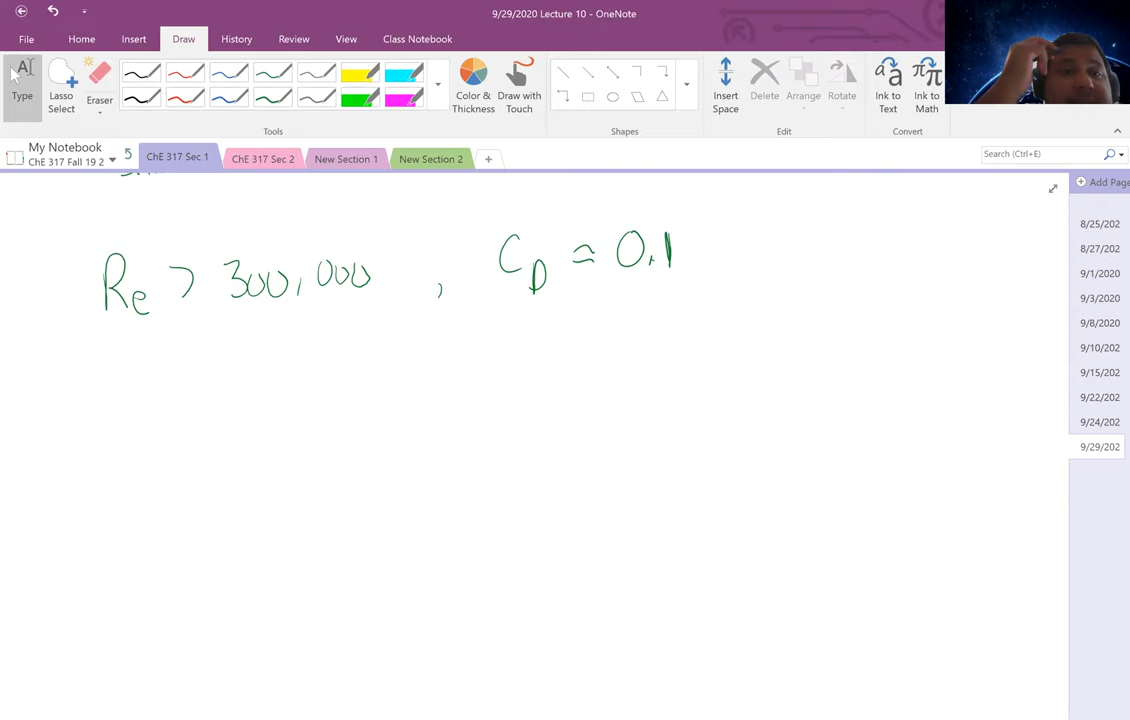 9/29/2020 Lecture 10 - OneNote
File Home Insert Draw History Review View Class Notebook
Type
Lasso Select
Eraser
Color & Thickness
Draw with Touch
Insert Space
Delete
Arrange
Rotate
Ink to Text
Ink to Math
Tools Shapes Edit Convert
My Notebook
ChE 317 Fall 19 2
ChE 317 Sec 1 ChE 317 Sec 2 New Section 1 New Section 2 +
Search (Ctrl+E)
Add Page
Re > 300,000 , CD ≃ 0.1
8/25/202
8/27/202
9/1/2020
9/3/2020
9/8/2020
9/10/202
9/15/202
9/22/202
9/24/202
9/29/202